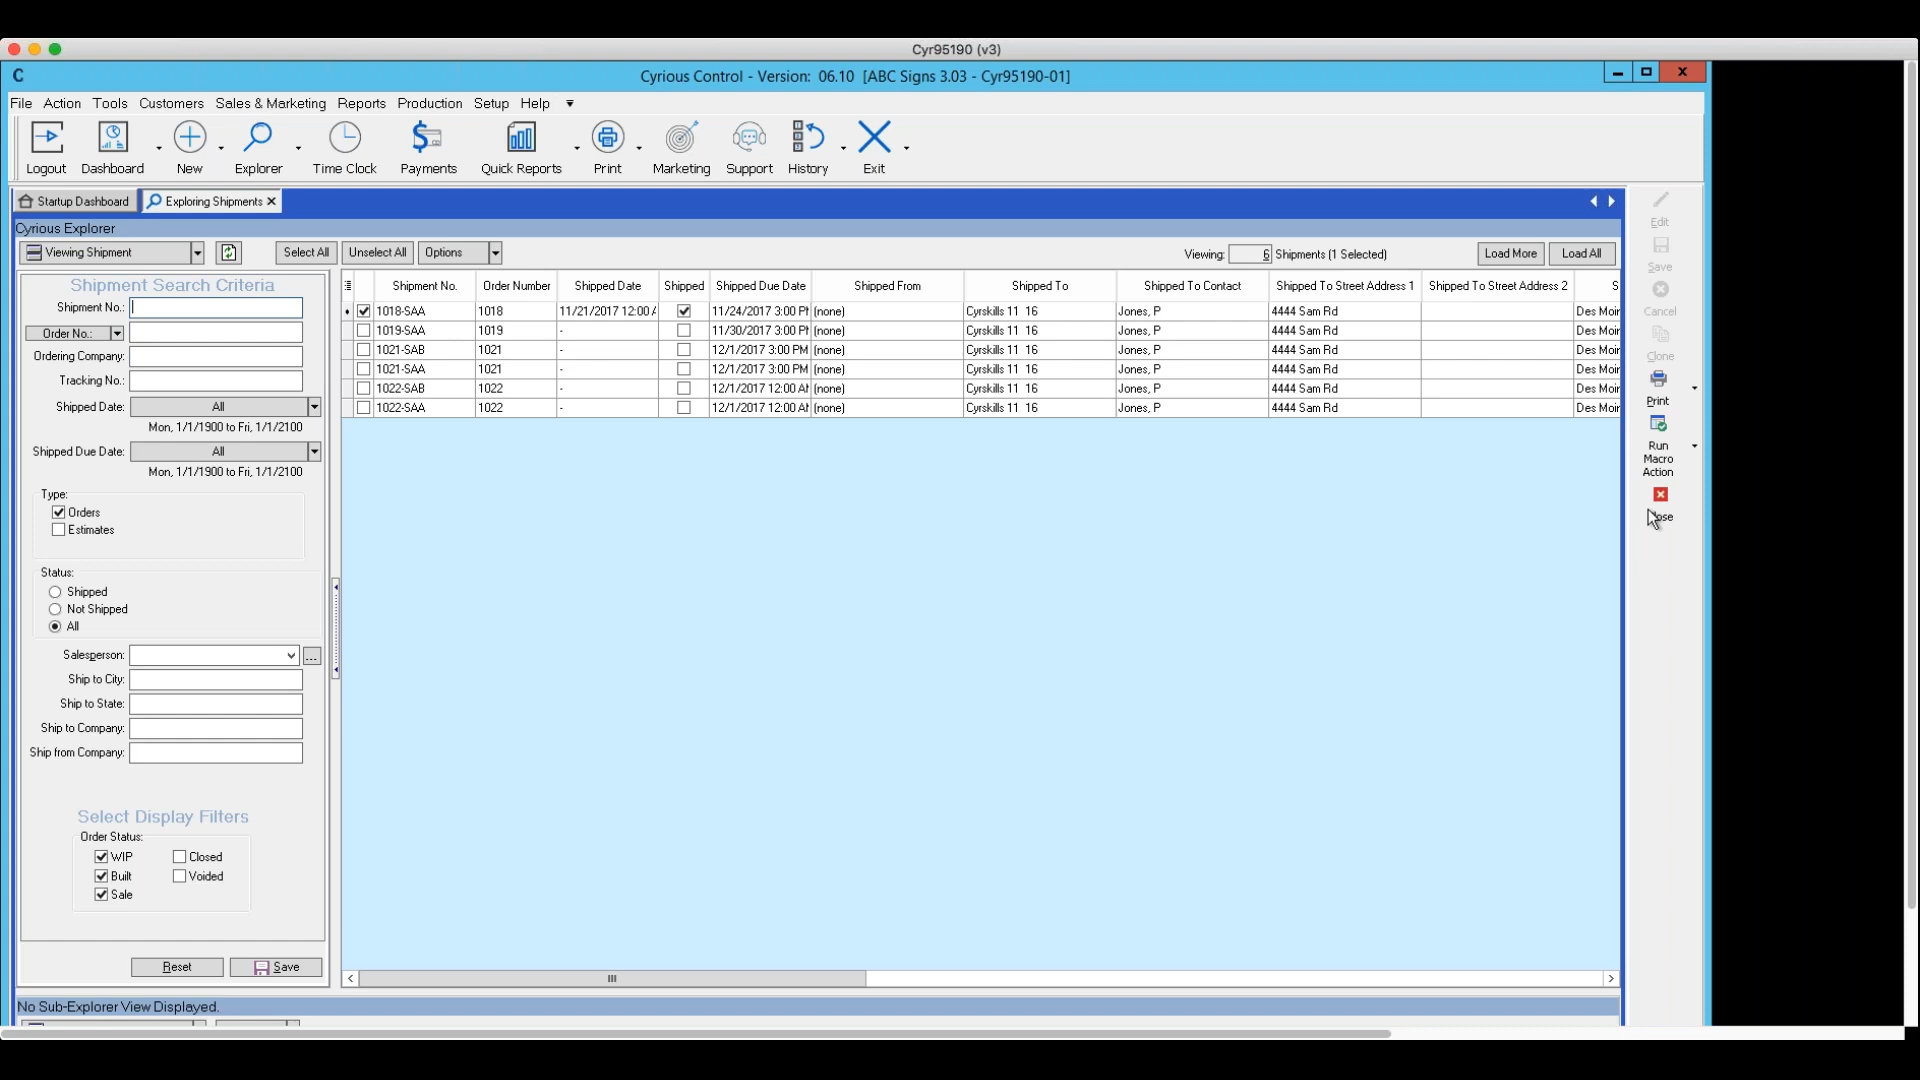 Cyr95190 (v3)
C Cyrious Control - Version: 06.10 [ABC Signs 3.03 - Cyr95190-01]
File Action Tools Customers Sales & Marketing Reports Production Setup Help
Logout Dashboard New Explorer Time Clock Payments Quick Reports Print Marketing Support History Exit
Startup Dashboard Exploring Shipments
Cyrious Explorer
Viewing Shipment Select All Unselect All Options Viewing: 6 Shipments (1 Selected) Load More Load All
Shipment Search Criteria
Shipment No.:
Order No.:
Ordering Company:
Tracking No.:
Shipped Date: All
Mon, 1/1/1900 to Fri, 1/1/2100
Shipped Due Date: All
Mon, 1/1/1900 to Fri, 1/1/2100
Type:
Orders
Estimates
Status:
Shipped
Not Shipped
All
Salesperson: ...
Ship to City:
Ship to State:
Ship to Company:
Ship from Company:
Select Display Filters
Order Status:
WIP Closed
Built Voided
Sale
Reset Save
Shipment No. Order Number Shipped Date Shipped Shipped Due Date Shipped From Shipped To Shipped To Contact Shipped To Street Address 1 Shipped To Street Address 2 S
1018-SAA 1018 11/21/2017 12:00 11/24/2017 3:00 (none) Cyrskills 11 16 Jones, P 4444 Sam Rd Des Moin
1019-SAA 1019 - 11/30/2017 3:00 (none) Cyrskills 11 16 Jones, P 4444 Sam Rd Des Moin
1021-SAB 1021 - 12/1/2017 3:00 PM (none) Cyrskills 11 16 Jones, P 4444 Sam Rd Des Moin
1021-SAA 1021 - 12/1/2017 3:00 PM (none) Cyrskills 11 16 Jones, P 4444 Sam Rd Des Moin
1022-SAB 1022 - 12/1/2017 12:00 (none) Cyrskills 11 16 Jones, P 4444 Sam Rd Des Moin
1022-SAA 1022 - 12/1/2017 12:00 (none) Cyrskills 11 16 Jones, P 4444 Sam Rd Des Moin
Edit
Save
Cancel
Clone
Print
Run
Macro
Action
No Sub-Explorer View Displayed.